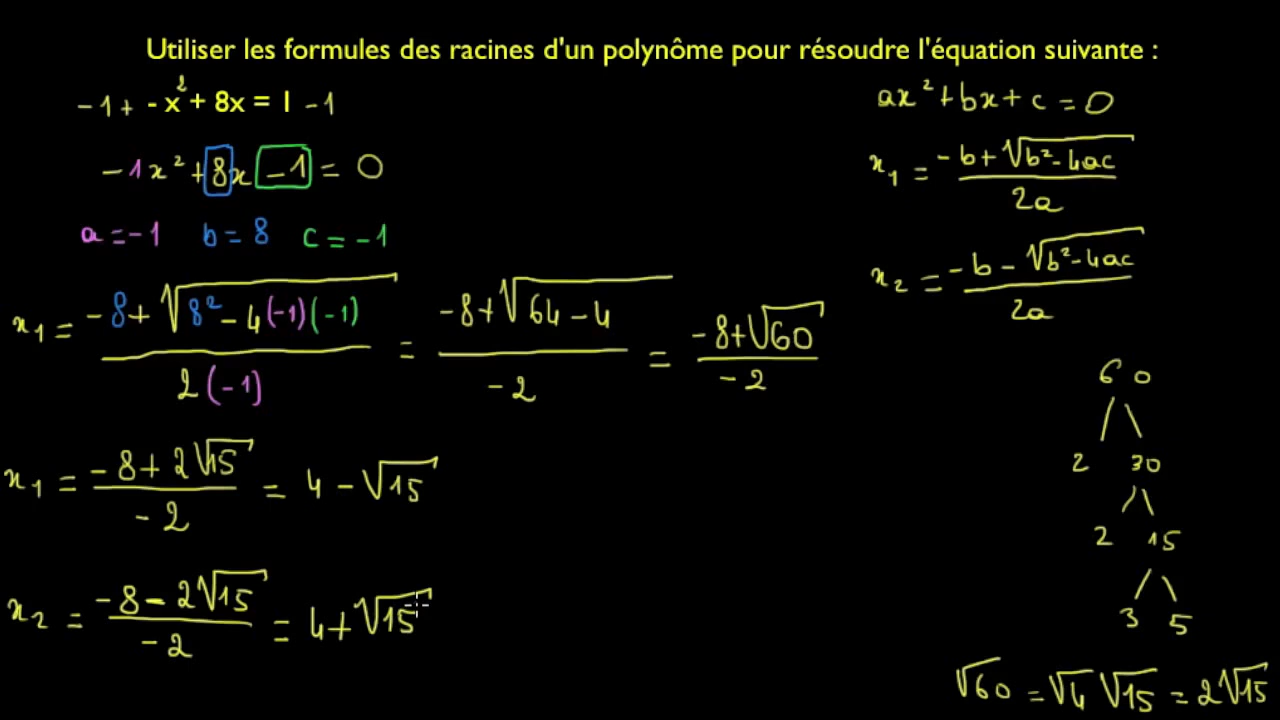 Utiliser les formules des racines d'un polynôme pour résoudre l'équation suivante :
-1 + - x² + 8x = 1 - 1
-1x² + 8x - 1 = 0
a = -1 b = 8 c = -1
x₁ = (-8 + √(8² - 4(-1)(-1))) / 2(-1) = (-8 + √(64 - 4)) / -2 = (-8 + √60) / -2
x₁ = (-8 + 2√15) / -2 = 4 - √15
x₂ = (-8 - 2√15) / -2 = 4 + √15
ax² + bx + c = 0
x₁ = (-b + √(b² - 4ac)) / 2a
x₂ = (-b - √(b² - 4ac)) / 2a
60
2 30
2 15
3 5
√60 = √4 √15 = 2√15